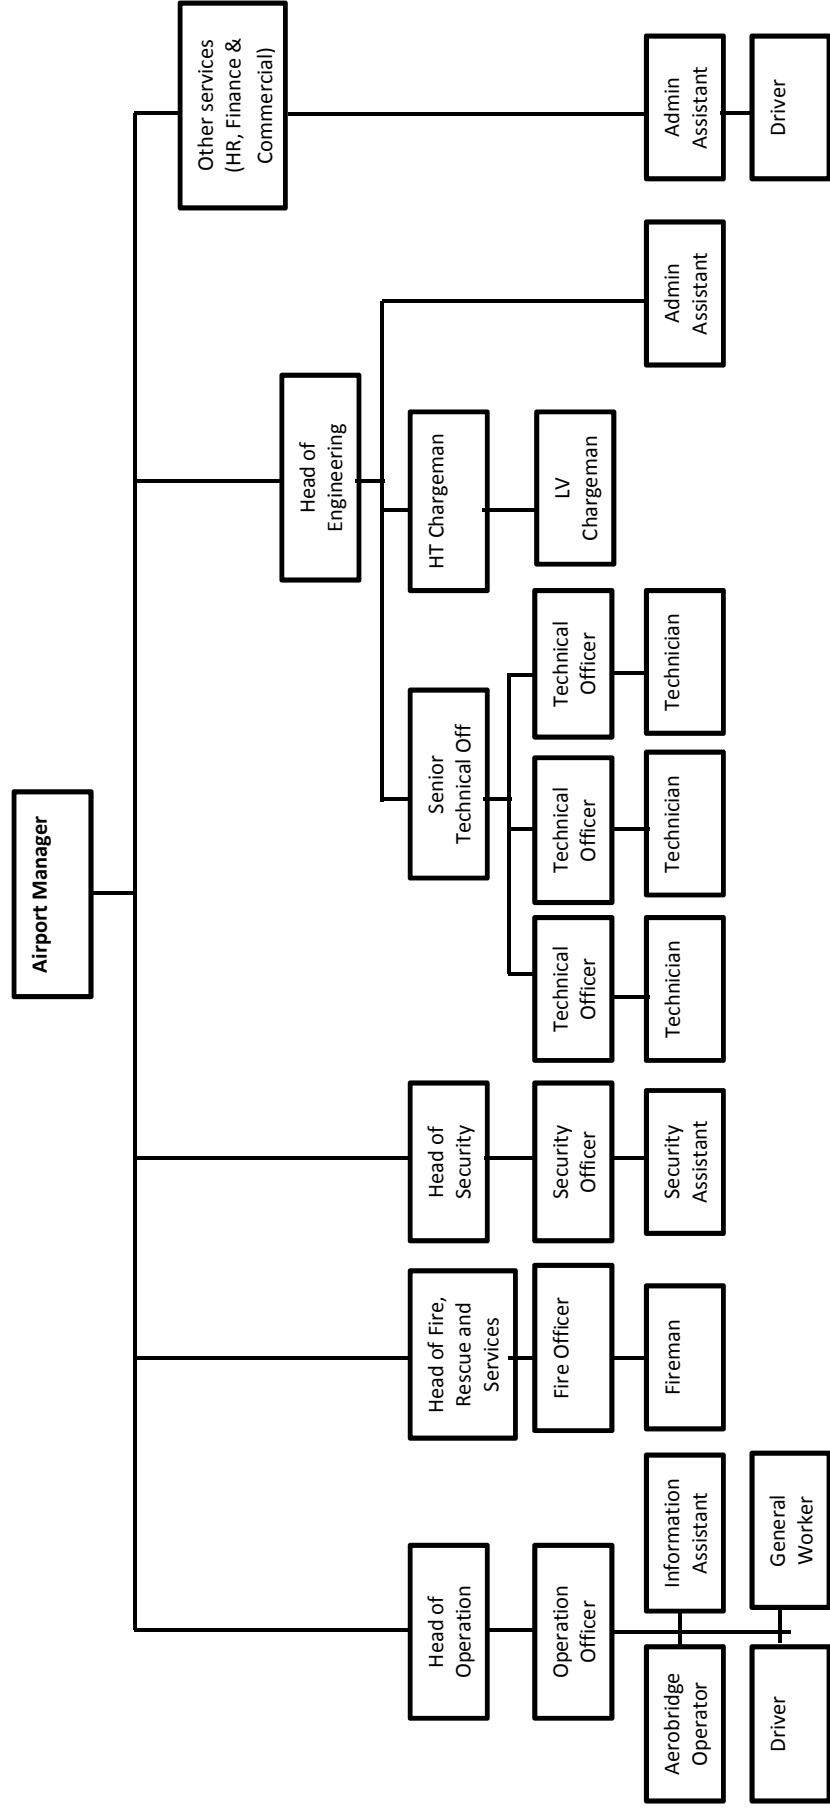 Airport Manager
Other services
(HR, Finance &
Commercial)
Head of
Engineering
Head of
Operation
Head of Fire,
Rescue and
Services
Head of
Security
Senior
Technical Off
HT Chargeman
Operation
Officer
Fire Officer
Security
Officer
Technical
Officer
Technical
Officer
Technical
Officer
LV
Chargeman
Aerobridge
Operator
Information
Assistant
Fireman
Security
Assistant
Technician
Technician
Technician
Admin
Assistant
Admin
Assistant
Driver
General
Worker
Driver